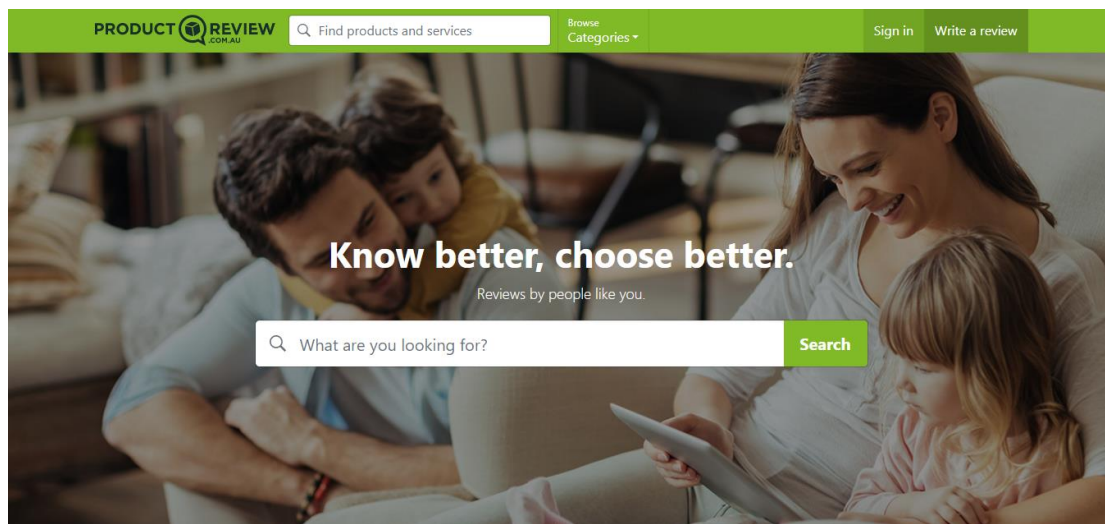 PRODUCT REVIEW
.COM.AU
Find products and services
Browse
Categories
Sign in
Write a review
Know better, choose better.
Reviews by people like you.
What are you looking for?
Search